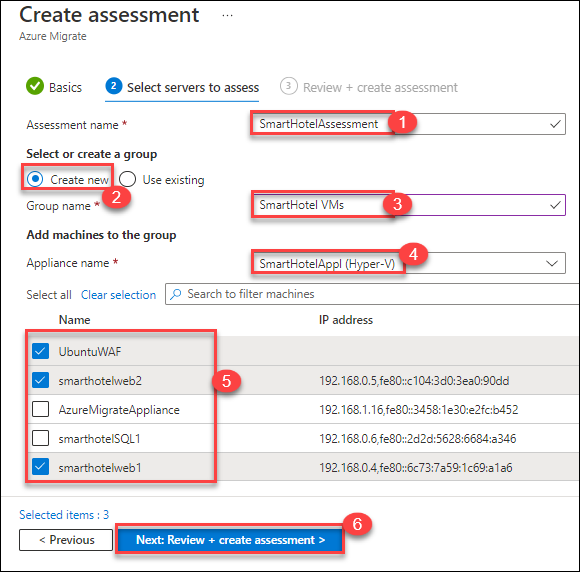 Create assessment ...
Azure Migrate
Basics 2 Select servers to assess 3 Review + create assessment
Assessment name * SmartHotelAssessment 1
Select or create a group
Create new Use existing
2
Group name * SmartHotel VMs 3
Add machines to the group
4
Appliance name * SmartHotelAppl (Hyper-V)
Select all Clear selection Search to filter machines
Name IP address
UbuntuWAF
smarthotelweb2 5 192.168.0.5,fe80::c104:3d0:3ea0:90dd
AzureMigrateAppliance 192.168.1.16,fe80::3458:1e30:e2fc:b452
smarthotelSQL1 192.168.0.6,fe80::2d2d:5628:6684:a346
smarthotelweb1 192.168.0.4,fe80::6c73:7a59:1c69:a1a6
Selected items : 3
6
< Previous Next: Review + create assessment >